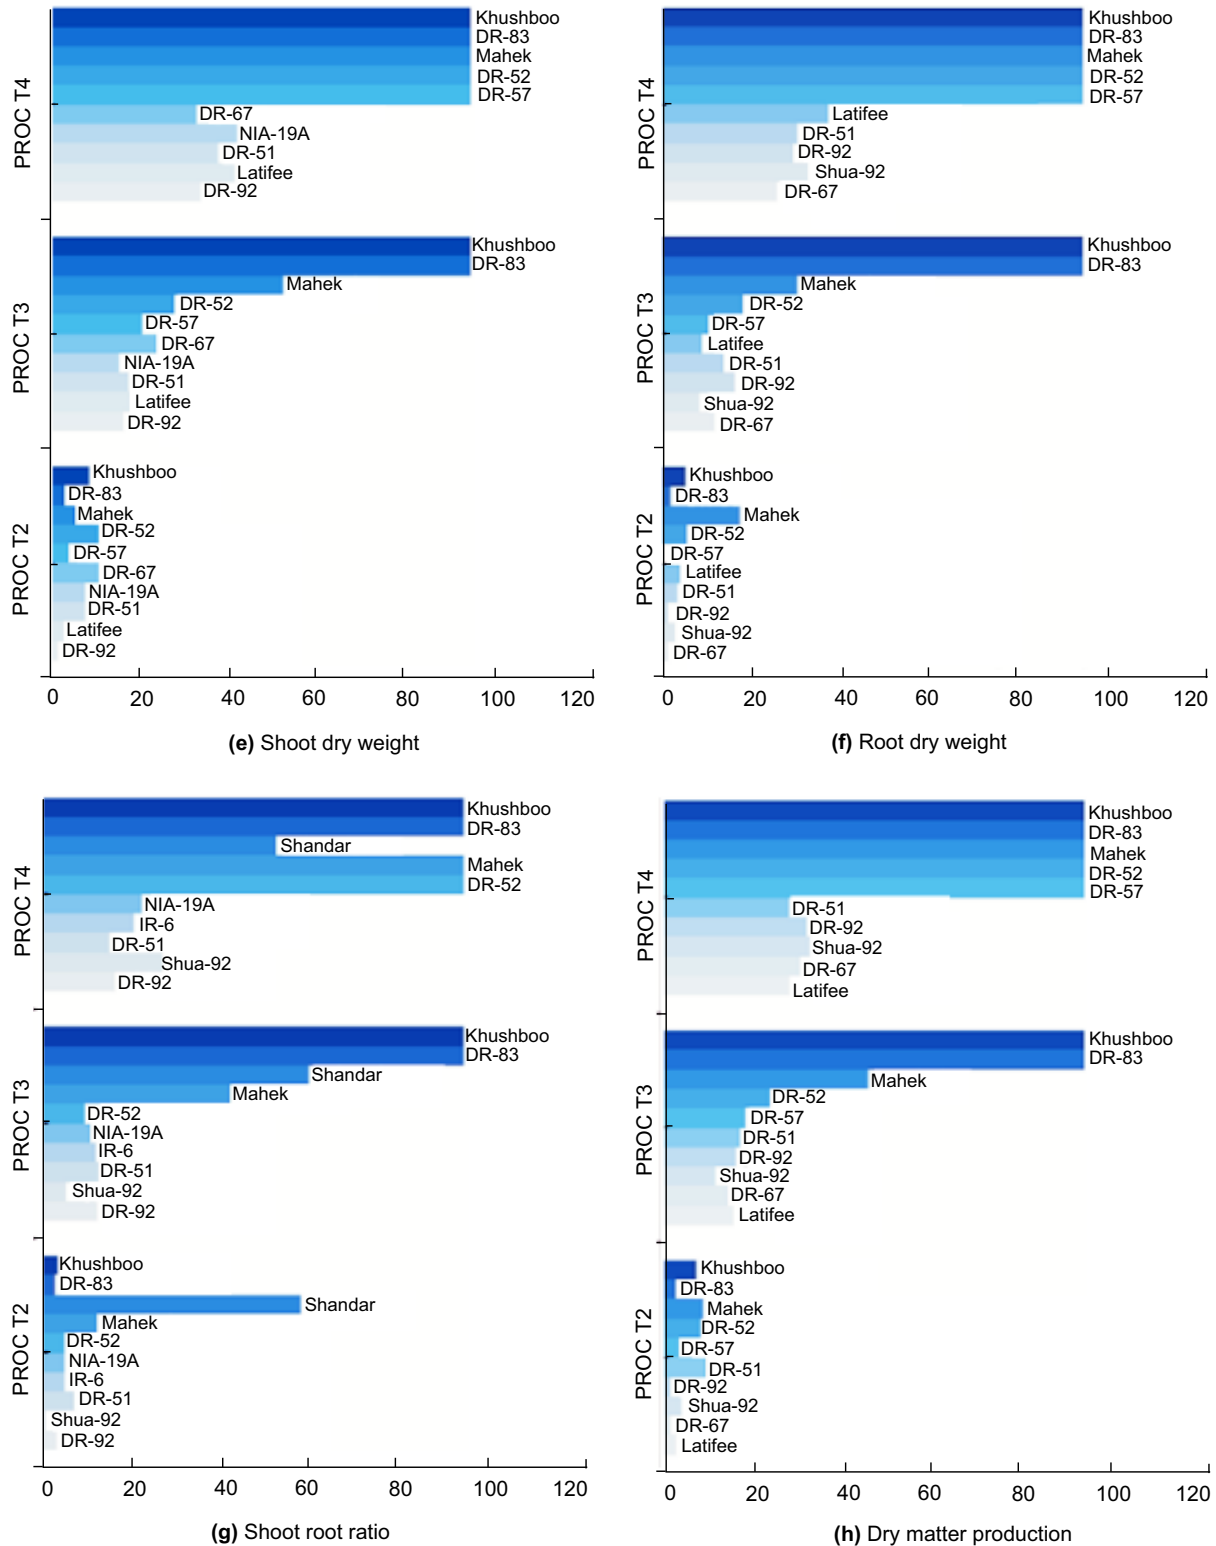 PROC T4
Khushboo
DR-83
Mahek
DR-52
DR-57
DR-67
NIA-19A
DR-51
Latifee
DR-92
PROC T3
Khushboo
DR-83
Mahek
DR-52
DR-57
DR-67
NIA-19A
DR-51
Latifee
DR-92
PROC T2
Khushboo
DR-83
Mahek
DR-52
DR-57
DR-67
NIA-19A
DR-51
Latifee
DR-92
0 20 40 60 80 100 120
(e) Shoot dry weight
PROC T4
Khushboo
DR-83
Mahek
DR-52
DR-57
Latifee
DR-51
DR-92
Shua-92
DR-67
PROC T3
Khushboo
DR-83
Mahek
DR-52
DR-57
Latifee
DR-51
DR-92
Shua-92
DR-67
PROC T2
Khushboo
DR-83
Mahek
DR-52
DR-57
Latifee
DR-51
DR-92
Shua-92
DR-67
0 20 40 60 80 100 120
(f) Root dry weight
PROC T4
Khushboo
DR-83
Shandar
Mahek
DR-52
NIA-19A
IR-6
DR-51
Shua-92
DR-92
PROC T3
Khushboo
DR-83
Shandar
Mahek
DR-52
NIA-19A
IR-6
DR-51
Shua-92
DR-92
PROC T2
Khushboo
DR-83
Shandar
Mahek
DR-52
NIA-19A
IR-6
DR-51
Shua-92
DR-92
0 20 40 60 80 100 120
(g) Shoot root ratio
PROC T4
Khushboo
DR-83
Mahek
DR-52
DR-57
DR-51
DR-92
Shua-92
DR-67
Latifee
PROC T3
Khushboo
DR-83
Mahek
DR-52
DR-57
DR-51
DR-92
Shua-92
DR-67
Latifee
PROC T2
Khushboo
DR-83
Mahek
DR-52
DR-57
DR-51
DR-92
Shua-92
DR-67
Latifee
0 20 40 60 80 100 120
(h) Dry matter production